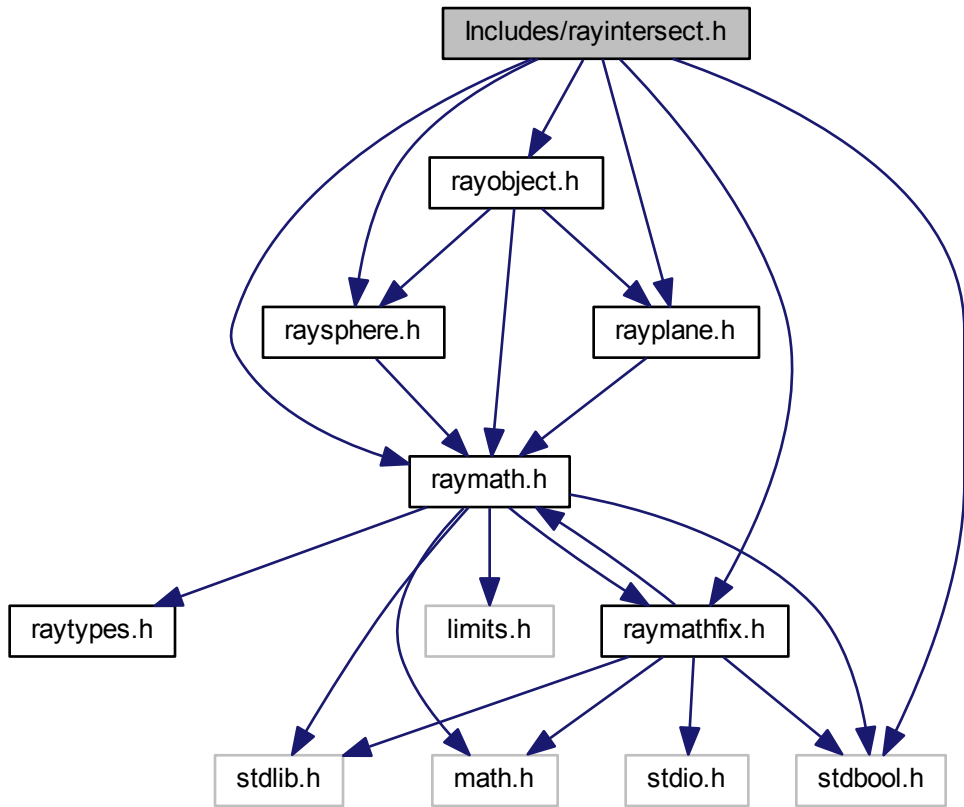 Includes/rayintersect.h
rayobject.h
raysphere.h
rayplane.h
raymath.h
raytypes.h
limits.h
raymathfix.h
stdlib.h
math.h
stdio.h
stdbool.h